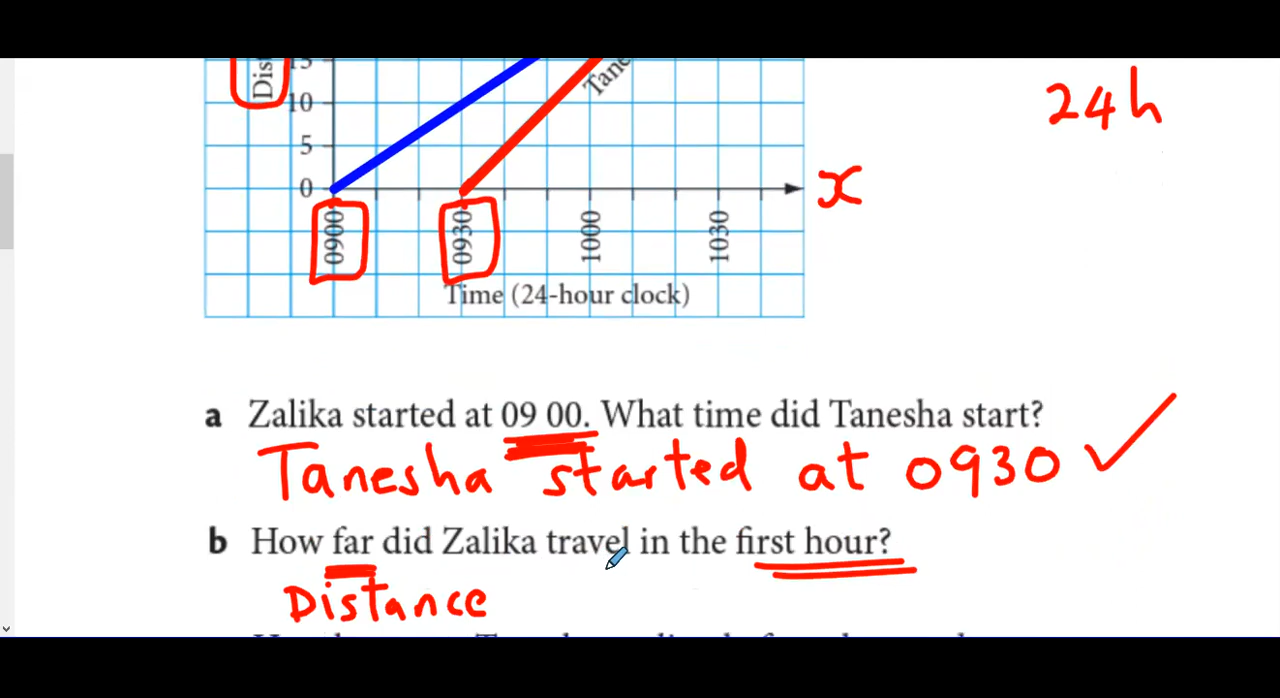 24h
15
Dis
Tane
10
5
0
x
0900
0930
1000
1030
Time (24-hour clock)
a Zalika started at 09 00. What time did Tanesha start?
Tanesha started at 0930
b How far did Zalika travel in the first hour?
Distance